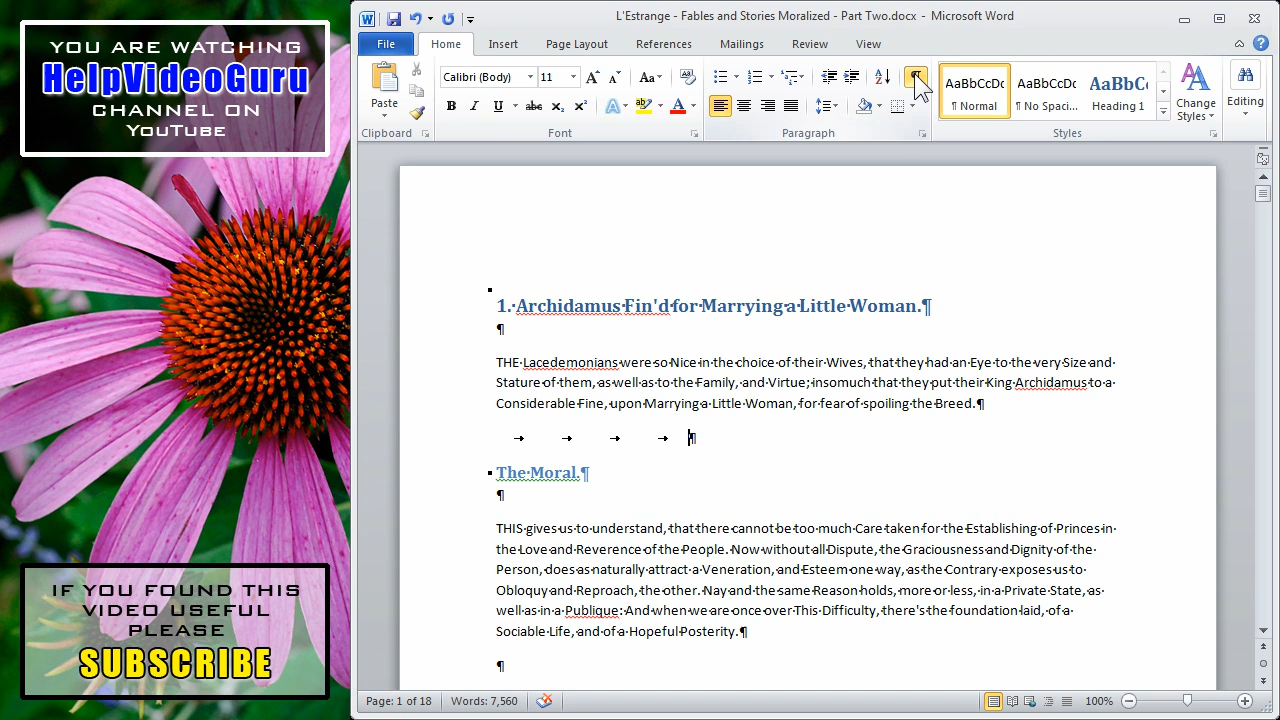 YOU ARE WATCHING
HelpVideoGuru
CHANNEL ON
YouTube
IF YOU FOUND THIS
VIDEO USEFUL
PLEASE
SUBSCRIBE
L'Estrange - Fables and Stories Moralized - Part Two.docx - Microsoft Word
File Home Insert Page Layout References Mailings Review View
Calibri (Body) 11
Paste
AaBbCcDc AaBbCcDc AaBbC
¶ Normal ¶ No Spaci... Heading 1
Change Styles
Editing
Clipboard Font Paragraph Styles
1. Archidamus Fin'd for Marrying a Little Woman.¶
¶
THE Lacedemonians were so Nice in the choice of their Wives, that they had an Eye to the very Size and
Stature of them, as well as to the Family, and Virtue; insomuch that they put their King Archidamus to a
Considerable Fine, upon Marrying a Little Woman, for fear of spoiling the Breed.¶
¶
The Moral.¶
¶
THIS gives us to understand, that there cannot be too much Care taken for the Establishing of Princes in
the Love and Reverence of the People. Now without all Dispute, the Graciousness and Dignity of the
Person, does as naturally attract a Veneration, and Esteem one way, as the Contrary exposes us to
Obloquy and Reproach, the other. Nay and the same Reason holds, more or less, in a Private State, as
well as in a Publique: And when we are once over This Difficulty, there's the foundation laid, of a
Sociable Life, and of a Hopeful Posterity.¶
¶
Page: 1 of 18 Words: 7,560 100%